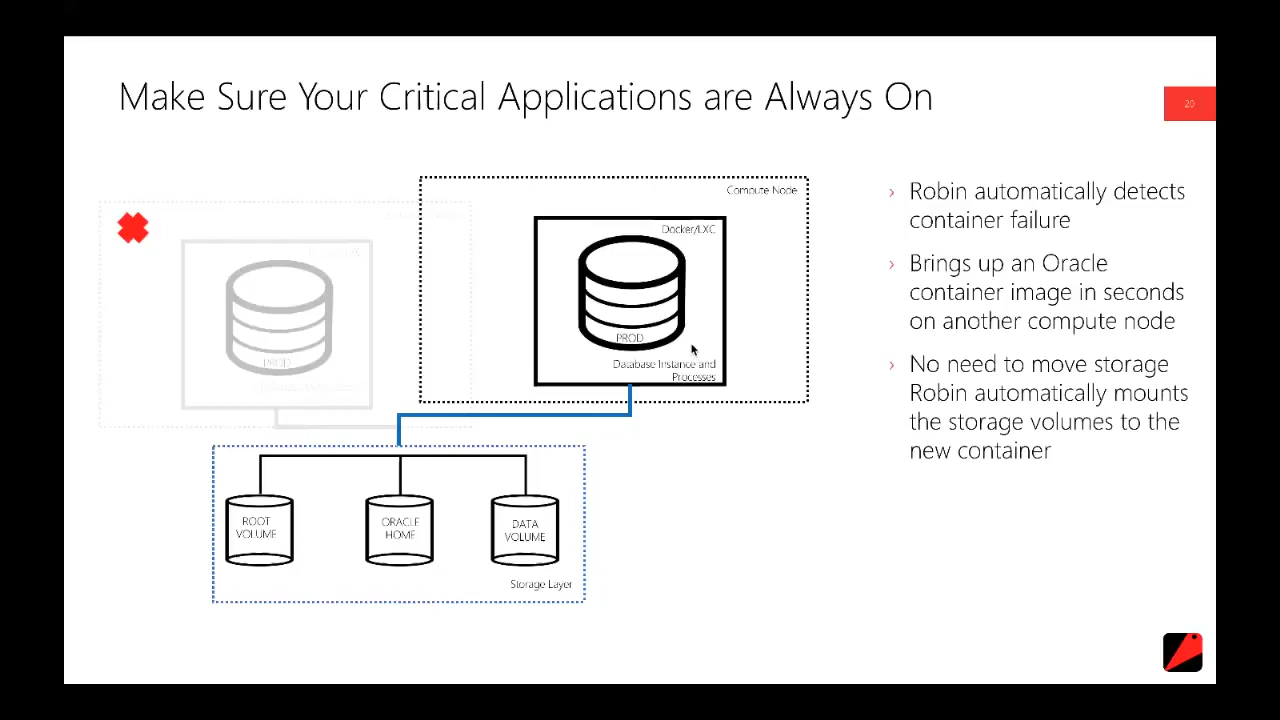 Make Sure Your Critical Applications are Always On
20
Compute Node
Docker/LXC
PROD
Database Instance and
Processes
PROD
ROOT
VOLUME
ORACLE
HOME
DATA
VOLUME
Storage Layer
› Robin automatically detects
container failure
› Brings up an Oracle
container image in seconds
on another compute node
› No need to move storage
Robin automatically mounts
the storage volumes to the
new container